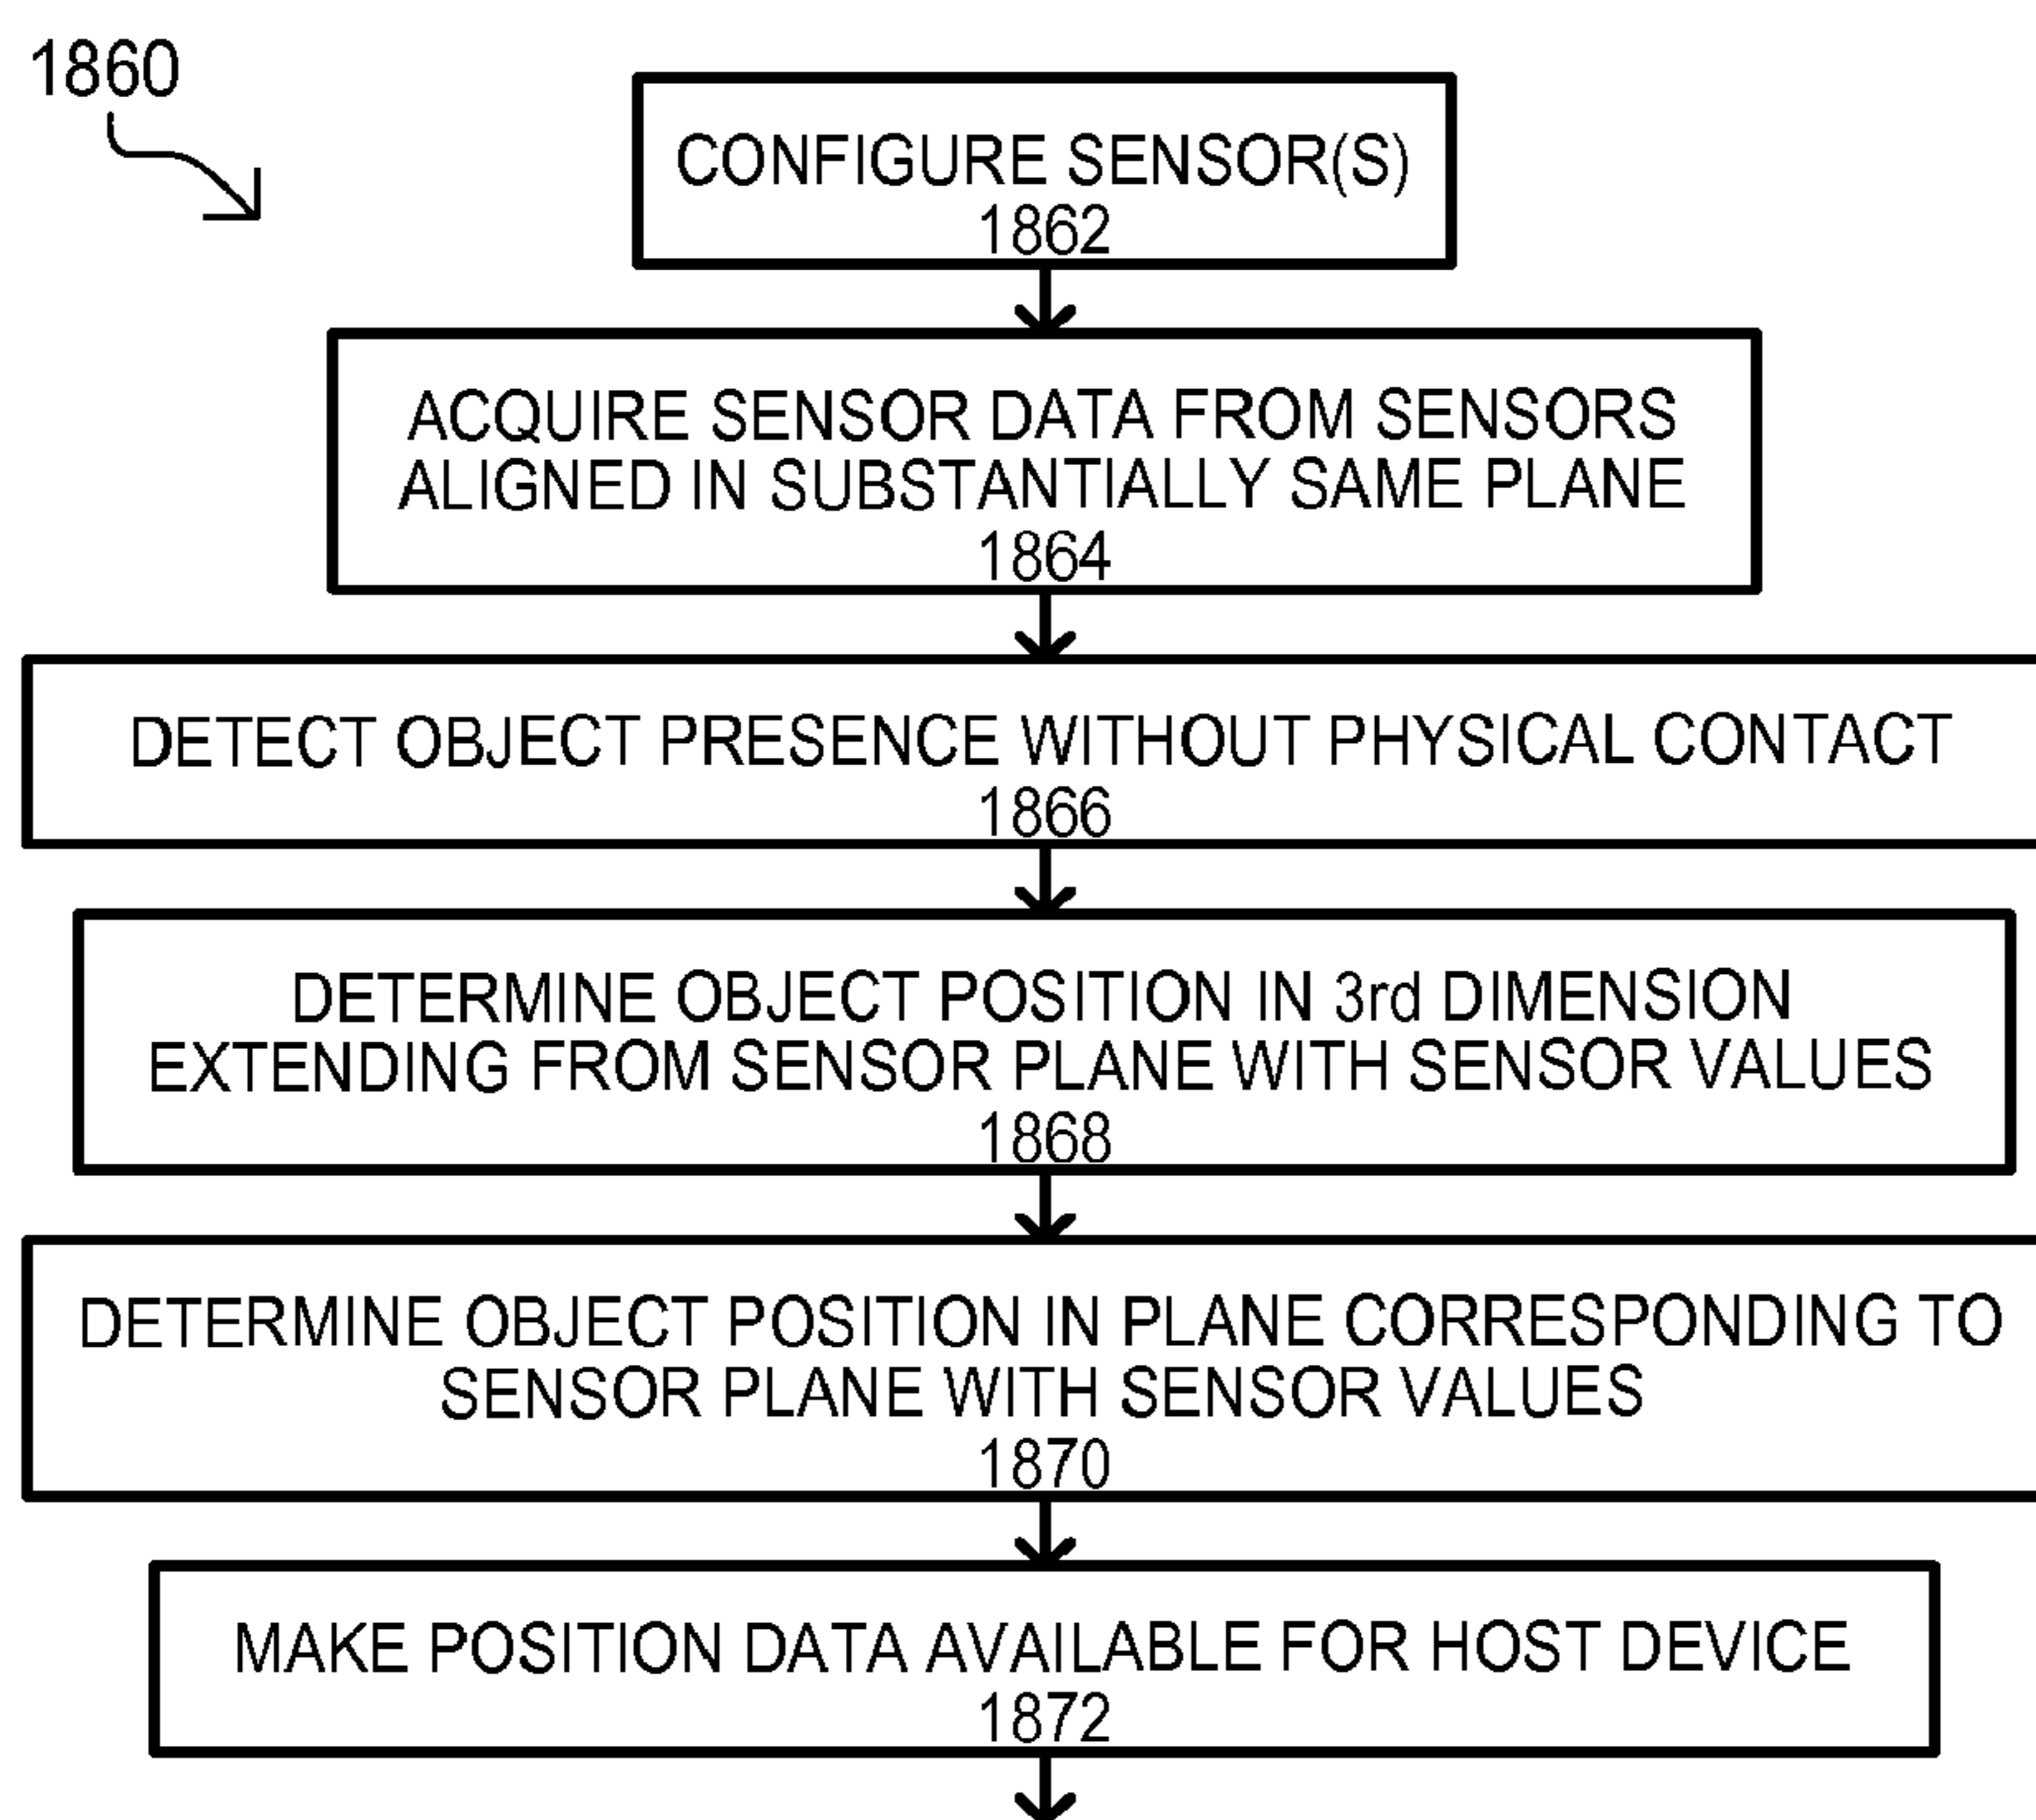 1860
CONFIGURE SENSOR(S)
1862
ACQUIRE SENSOR DATA FROM SENSORS
ALIGNED IN SUBSTANTIALLY SAME PLANE
1864
DETECT OBJECT PRESENCE WITHOUT PHYSICAL CONTACT
1866
DETERMINE OBJECT POSITION IN 3rd DIMENSION
EXTENDING FROM SENSOR PLANE WITH SENSOR VALUES
1868
DETERMINE OBJECT POSITION IN PLANE CORRESPONDING TO
SENSOR PLANE WITH SENSOR VALUES
1870
MAKE POSITION DATA AVAILABLE FOR HOST DEVICE
1872